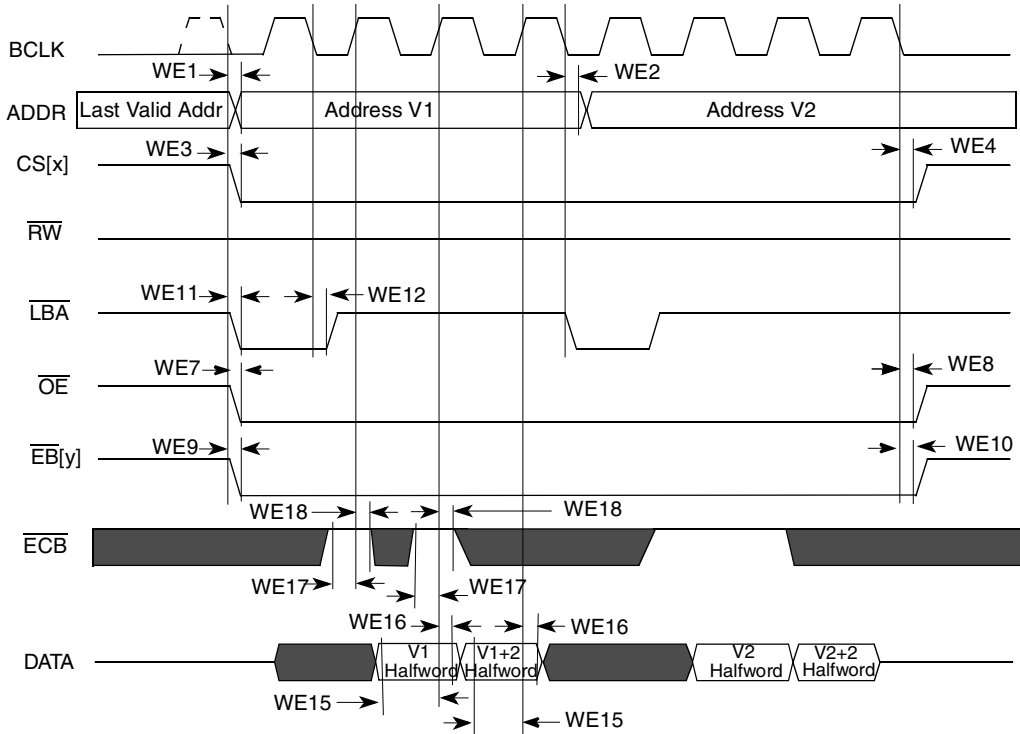 BCLK
WE1
WE2
ADDR
Last Valid Addr
Address V1
Address V2
WE3
WE4
CS[x]
RW
WE11
WE12
LBA
WE7
WE8
OE
WE9
WE10
EB[y]
WE18
WE18
ECB
WE17
WE17
WE16
WE16
DATA
V1
Halfword
V1+2
Halfword
V2
Halfword
V2+2
Halfword
WE15
WE15